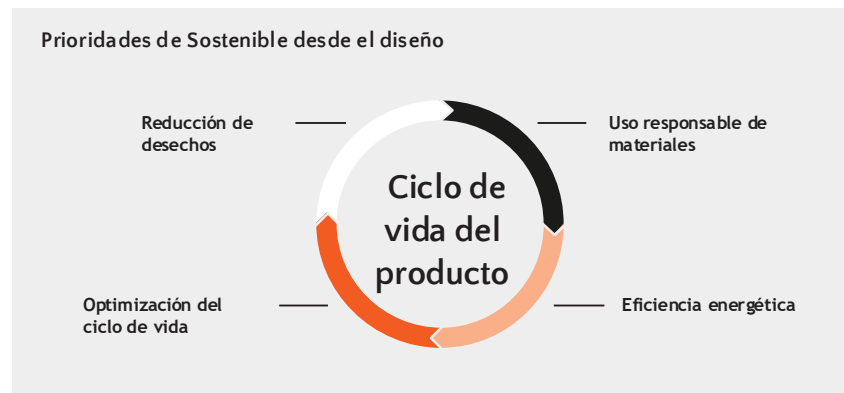 Prioridades de Sostenible desde el diseño
Reducción de
desechos
Uso responsable de
materiales
Ciclo de
vida del
producto
Optimización del
ciclo de vida
Eficiencia energética